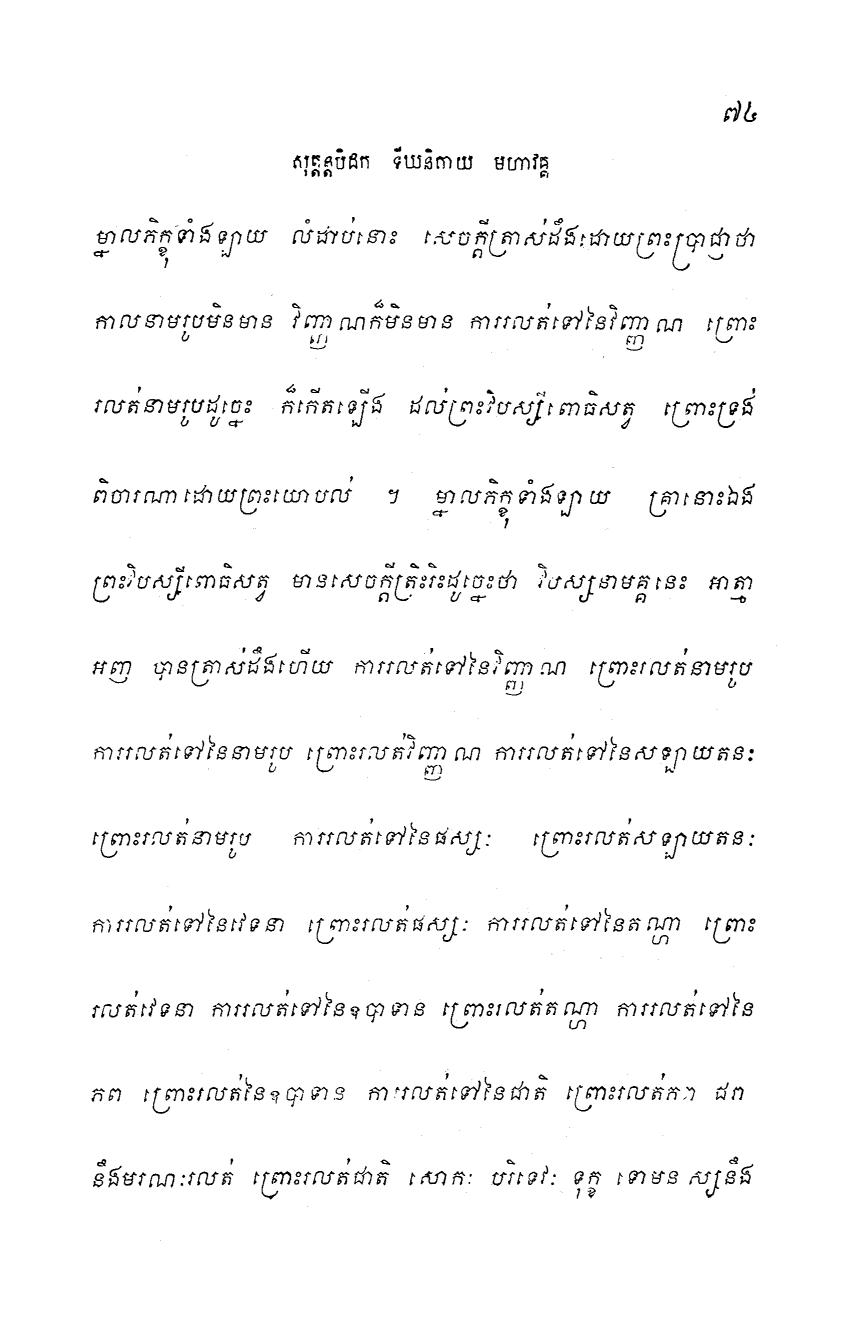 ៧៤
សុត្តន្តបិដក ទីឃនិកាយ មហាវគ្គ
ម្នាលភិក្ខុទាំងឡាយ លំដាប់នោះ សេចក្តីត្រាស់ដឹងដោយព្រះប្រាជ្ញាថា
កាលនាមរូបមិនមាន វិញ្ញាណក៏មិនមាន ការរលត់ទៅនៃវិញ្ញាណ ព្រោះ
រលត់នាមរូបដូច្នេះ ក៏កើតឡើង ដល់ព្រះវិបស្សីពោធិសត្វ ព្រោះទ្រង់
ពិចារណាដោយព្រះយោបល់ ។ ម្នាលភិក្ខុទាំងឡាយ គ្រានោះឯង
ព្រះវិបស្សីពោធិសត្វ មានសេចក្តីត្រិះរិះដូច្នេះថា វិបស្សនាមគ្គនេះ អាត្មា
អញ បានត្រាស់ដឹងហើយ ការរលត់ទៅនៃវិញ្ញាណ ព្រោះរលត់នាមរូប
ការរលត់ទៅនៃនាមរូប ព្រោះរលត់វិញ្ញាណ ការរលត់ទៅនៃសឡាយតនះ
ព្រោះរលត់នាមរូប ការរលត់ទៅនៃផស្សៈ ព្រោះរលត់សឡាយតនៈ
ការរលត់ទៅនៃវេទនា ព្រោះរលត់ផស្សៈ ការរលត់ទៅនៃតណ្ហា ព្រោះ
រលត់វេទនា ការរលត់ទៅនៃឧបាទាន ព្រោះរលត់តណ្ហា ការរលត់ទៅនៃ
ភព ព្រោះរលត់នៃឧបាទាន ការរលត់ទៅនៃជាតិ ព្រោះរលត់ភព ជរា
នឹងមរណៈរលត់ ព្រោះរលត់ជាតិ សោកៈ បរិទេវៈ ទុក្ខ ទោមនស្សនឹង